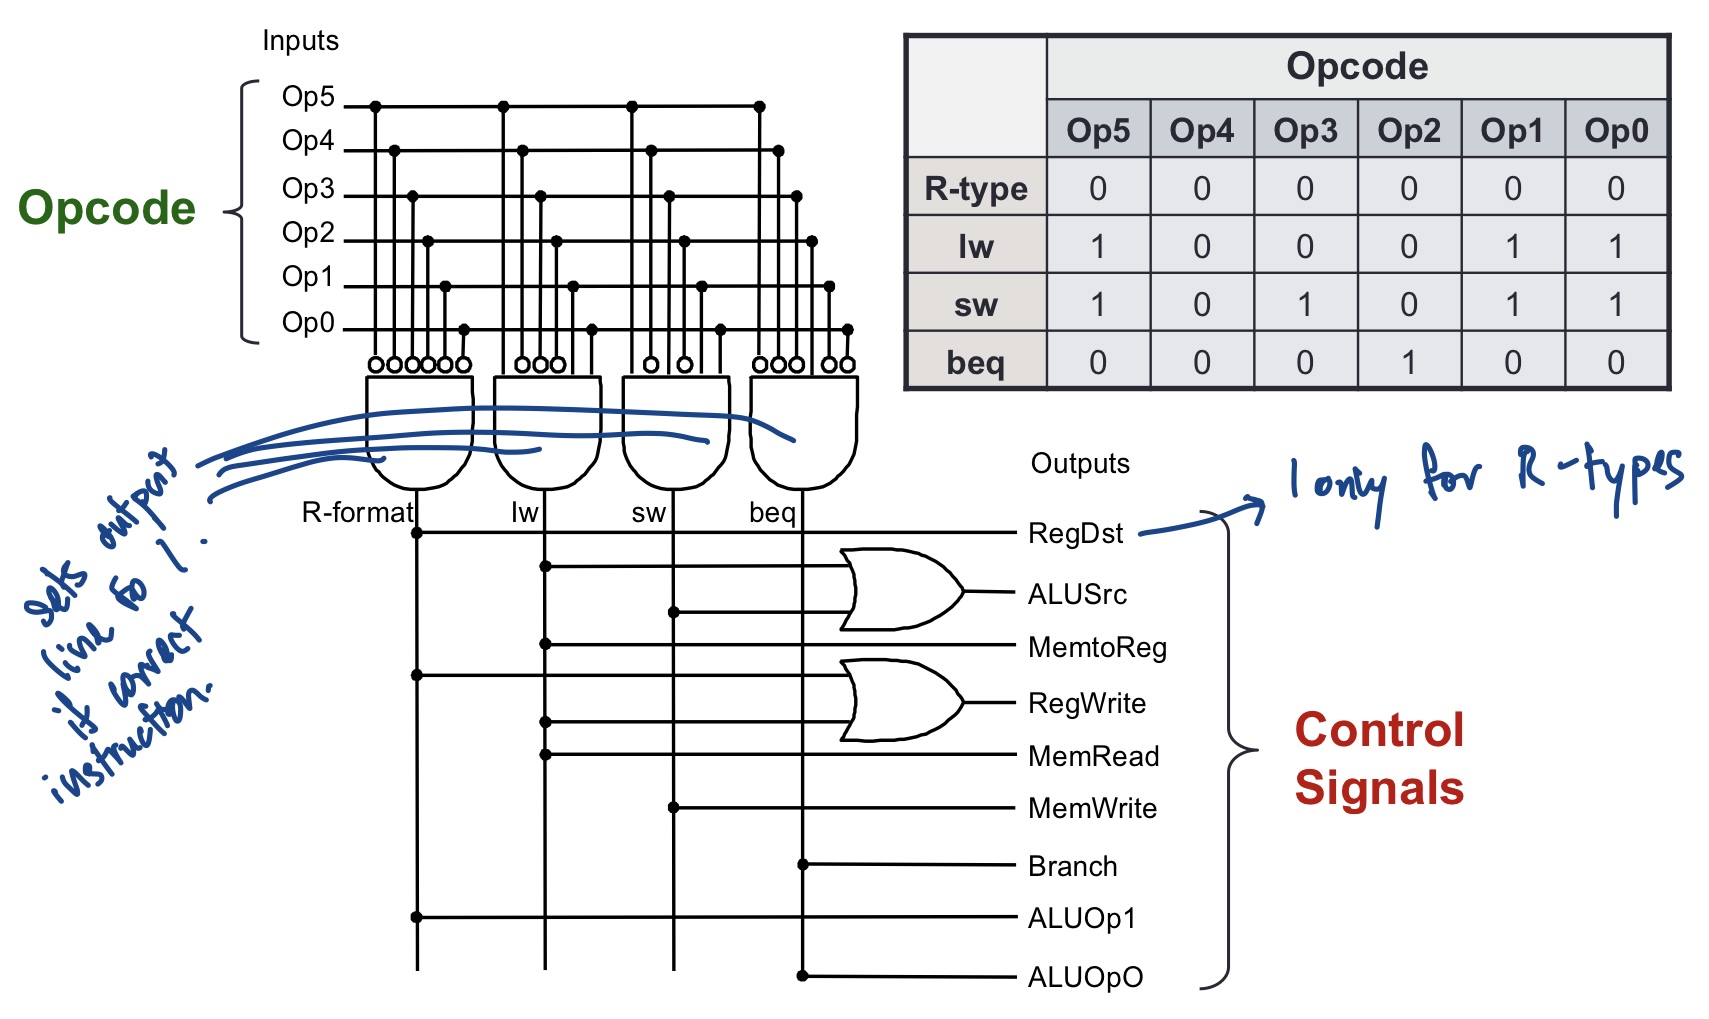 Inputs
Op5
Op4
Op3
Op2
Op1
Op0
Opcode
Opcode
Op5 Op4 Op3 Op2 Op1 Op0
R-type 0 0 0 0 0 0
lw 1 0 0 0 1 1
sw 1 0 1 0 1 1
beq 0 0 0 1 0 0
sets output
line to 1.
if correct
instruction.
R-format lw sw beq
Outputs
RegDst
1 only for R-types
ALUSrc
MemtoReg
RegWrite
MemRead
MemWrite
Branch
ALUOp1
ALUOpO
Control
Signals